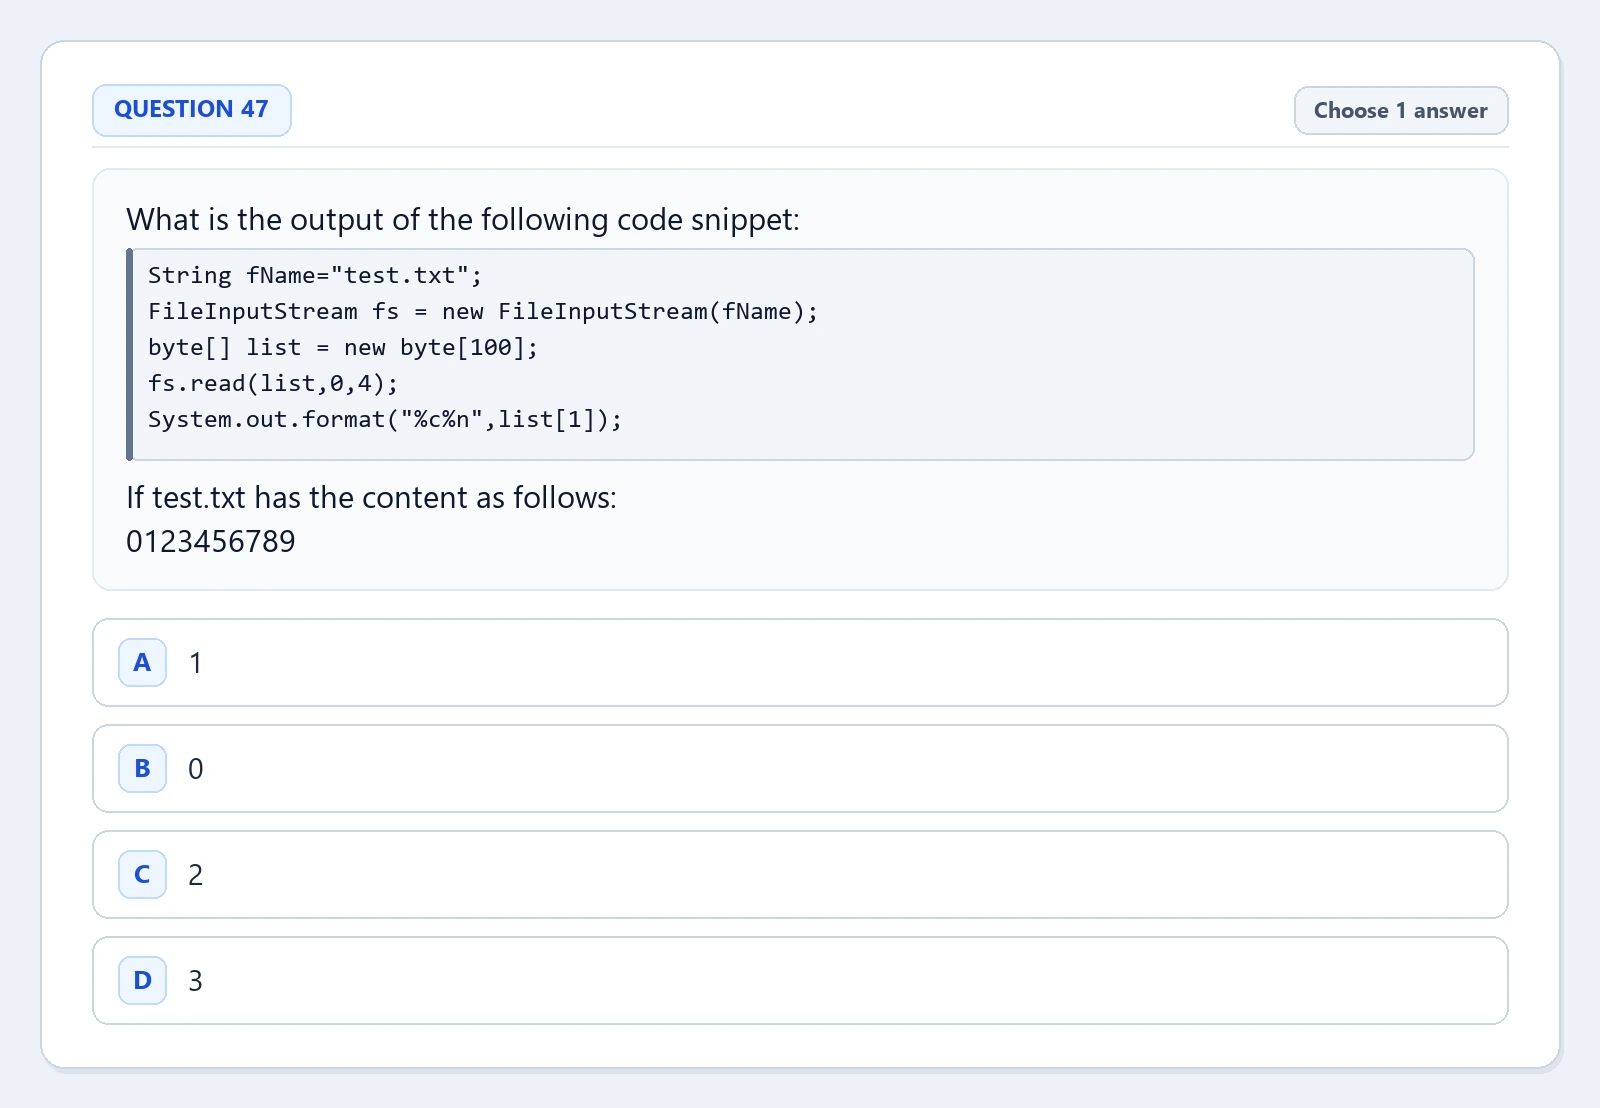 QUESTION 47
Choose 1 answer
What is the output of the following code snippet:
String fName="test.txt";
FileInputStream fs = new FileInputStream(fName);
byte[] list = new byte[100];
fs.read(list,0,4);
System.out.format("%c%n",list[1]);
If test.txt has the content as follows:
0123456789
A 1
B 0
C 2
D 3